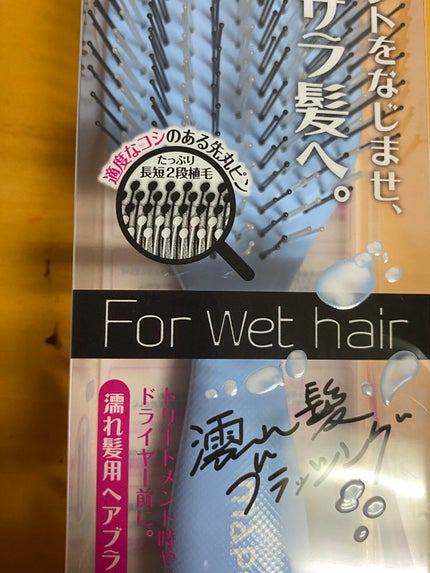 ントをなじませ、
サラ髪へ。
適度なコシのある先丸ピン
たっぷり
長短2段植毛
For wet hair
トリートメント時や
ドライヤー前に。
濡れ髪用 ヘアブラ
濡れ髪
ブラッシング
map